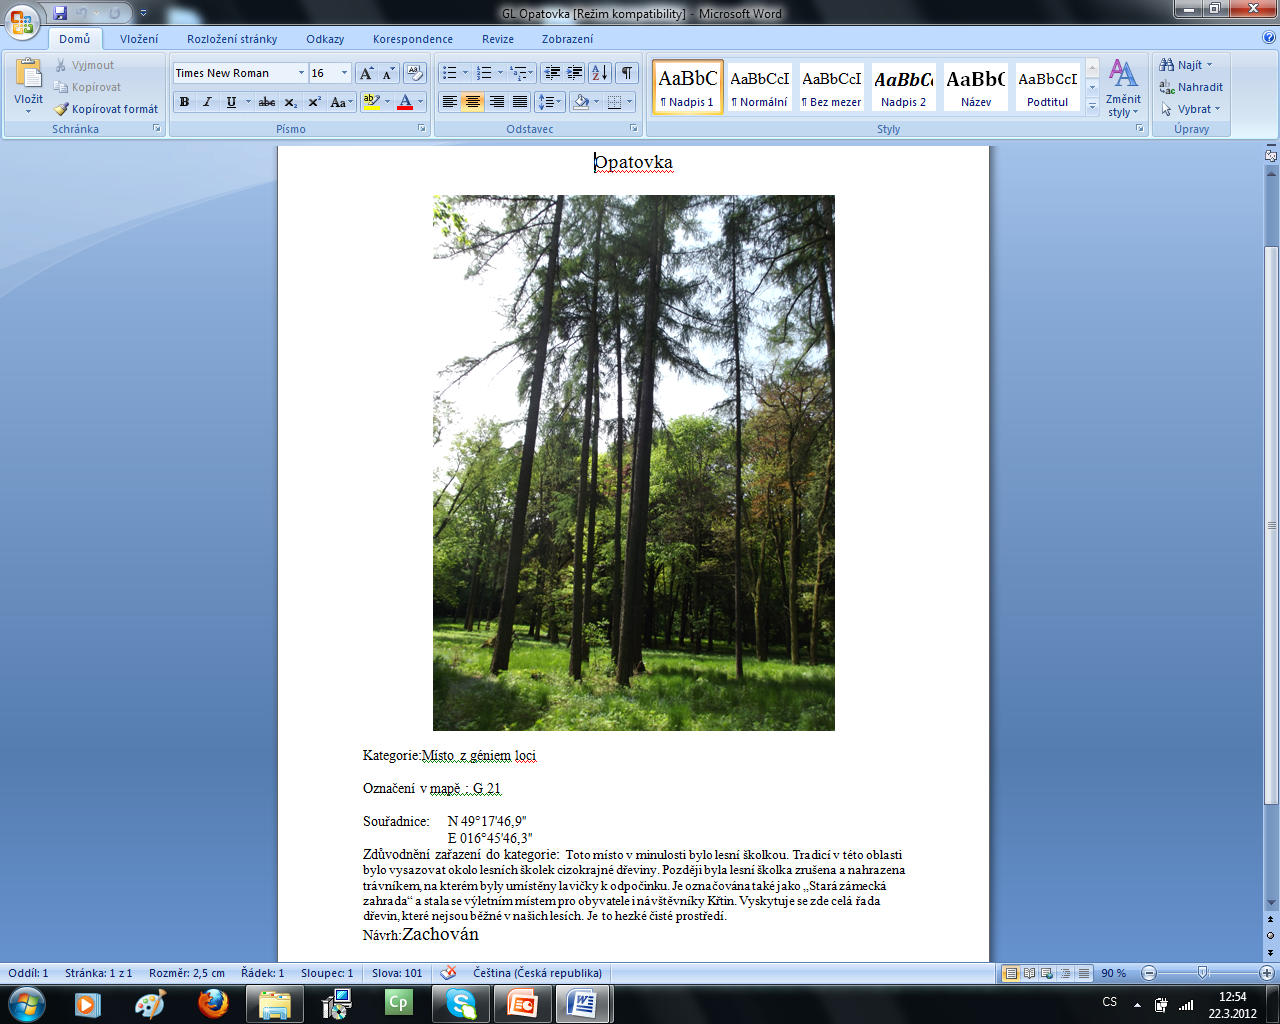 GL Opatovka [Režim kompatibility] - Microsoft Word
Domů Vložení Rozložení stránky Odkazy Korespondence Revize Zobrazení
Vložit
Vyjmout
Kopírovat
Kopírovat formát
Schránka
Times New Roman 16
B I U abc x₂ x² Aa
Písmo
Odstavec
AaBbC AaBbCcI AaBbCcI AaBbCc AaBbC AaBbCcI
¶ Nadpis 1 ¶ Normální ¶ Bez mezer Nadpis 2 Název Podtitul
Změnit styly
Styly
Najít
Nahradit
Vybrat
Úpravy
Opatovka
Kategorie:Místo z géniem loci
Označení v mapě : G 21
Souřadnice: N 49°17'46,9"
E 016°45'46,3"
Zdůvodnění zařazení do kategorie: Toto místo v minulosti bylo lesní školkou. Tradicí v této oblasti
bylo vysazovat okolo lesních školek cizokrajné dřeviny. Později byla lesní školka zrušena a nahrazena
trávníkem, na kterém byly umístěny lavičky k odpočinku. Je označována také jako „Stará zámecká
zahrada“ a stala se výletním místem pro obyvatele i návštěvníky Křtin. Vyskytuje se zde celá řada
dřevin, které nejsou běžné v našich lesích. Je to hezké čisté prostředí.
Návrh:Zachován
Oddíl: 1 Stránka: 1 z 1 Rozměr: 2,5 cm Řádek: 1 Sloupec: 1 Slova: 101 Čeština (Česká republika) 90 %
Cp CS 12:54
22.3.2012